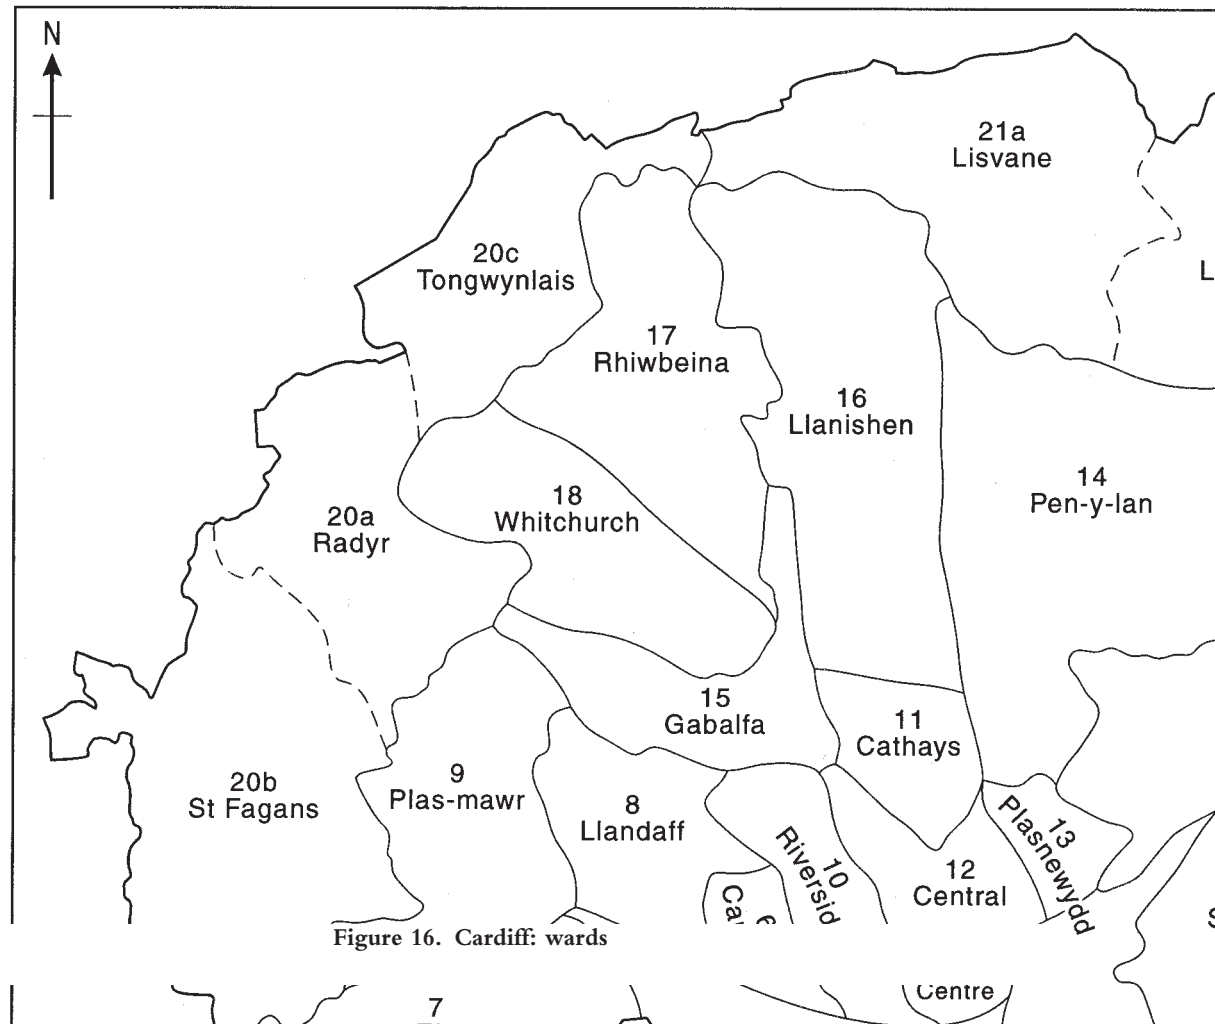 N
21a
Lisvane
20c
Tongwynlais
L
17
Rhiwbeina
16
Llanishen
14
Pen-y-lan
18
Whitchurch
20a
Radyr
15
Gabalfa
11
Cathays
9
Plas-mawr
20b
St Fagans
8
Llandaff
13
Plasnewydd
10
Riversid
12
Central
6
Ca
S
Figure 16. Cardiff: wards
7
Centre